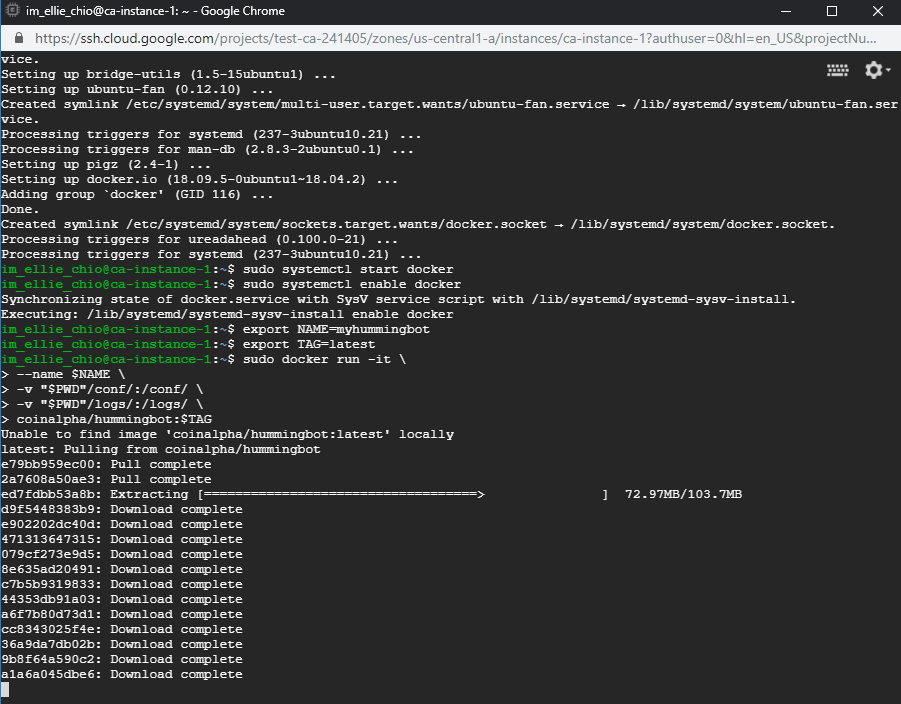 im_ellie_chio@ca-instance-1: ~ - Google Chrome
https://ssh.cloud.google.com/projects/test-ca-241405/zones/us-central1-a/instances/ca-instance-1?authuser=0&hl=en_US&projectNu...
vice.
Setting up bridge-utils (1.5-15ubuntu1) ...
Setting up ubuntu-fan (0.12.10) ...
Created symlink /etc/systemd/system/multi-user.target.wants/ubuntu-fan.service → /lib/systemd/system/ubuntu-fan.ser
vice.
Processing triggers for systemd (237-3ubuntu10.21) ...
Processing triggers for man-db (2.8.3-2ubuntu0.1) ...
Setting up pigz (2.4-1) ...
Setting up docker.io (18.09.5-0ubuntu1~18.04.2) ...
Adding group `docker' (GID 116) ...
Done.
Created symlink /etc/systemd/system/sockets.target.wants/docker.socket → /lib/systemd/system/docker.socket.
Processing triggers for ureadahead (0.100.0-21) ...
Processing triggers for systemd (237-3ubuntu10.21) ...
im_ellie_chio@ca-instance-1:~$ sudo systemctl start docker
im_ellie_chio@ca-instance-1:~$ sudo systemctl enable docker
Synchronizing state of docker.service with SysV service script with /lib/systemd/systemd-sysv-install.
Executing: /lib/systemd/systemd-sysv-install enable docker
im_ellie_chio@ca-instance-1:~$ export NAME=myhummingbot
im_ellie_chio@ca-instance-1:~$ export TAG=latest
im_ellie_chio@ca-instance-1:~$ sudo docker run -it \
> --name $NAME \
> -v "$PWD"/conf/:/conf/ \
> -v "$PWD"/logs/:/logs/ \
> coinalpha/hummingbot:$TAG
Unable to find image 'coinalpha/hummingbot:latest' locally
latest: Pulling from coinalpha/hummingbot
e79bb959ec00: Pull complete
2a7608a50ae3: Pull complete
ed7fdbb53a8b: Extracting [===================================>               ]  72.97MB/103.7MB
d9f5448383b9: Download complete
e902202dc40d: Download complete
471313647315: Download complete
079cf273e9d5: Download complete
8e635ad20491: Download complete
c7b5b9319833: Download complete
44353db91a03: Download complete
a6f7b80d73d1: Download complete
cc8343025f4e: Download complete
36a9da7db02b: Download complete
9b8f64a590c2: Download complete
a1a6a045dbe6: Download complete